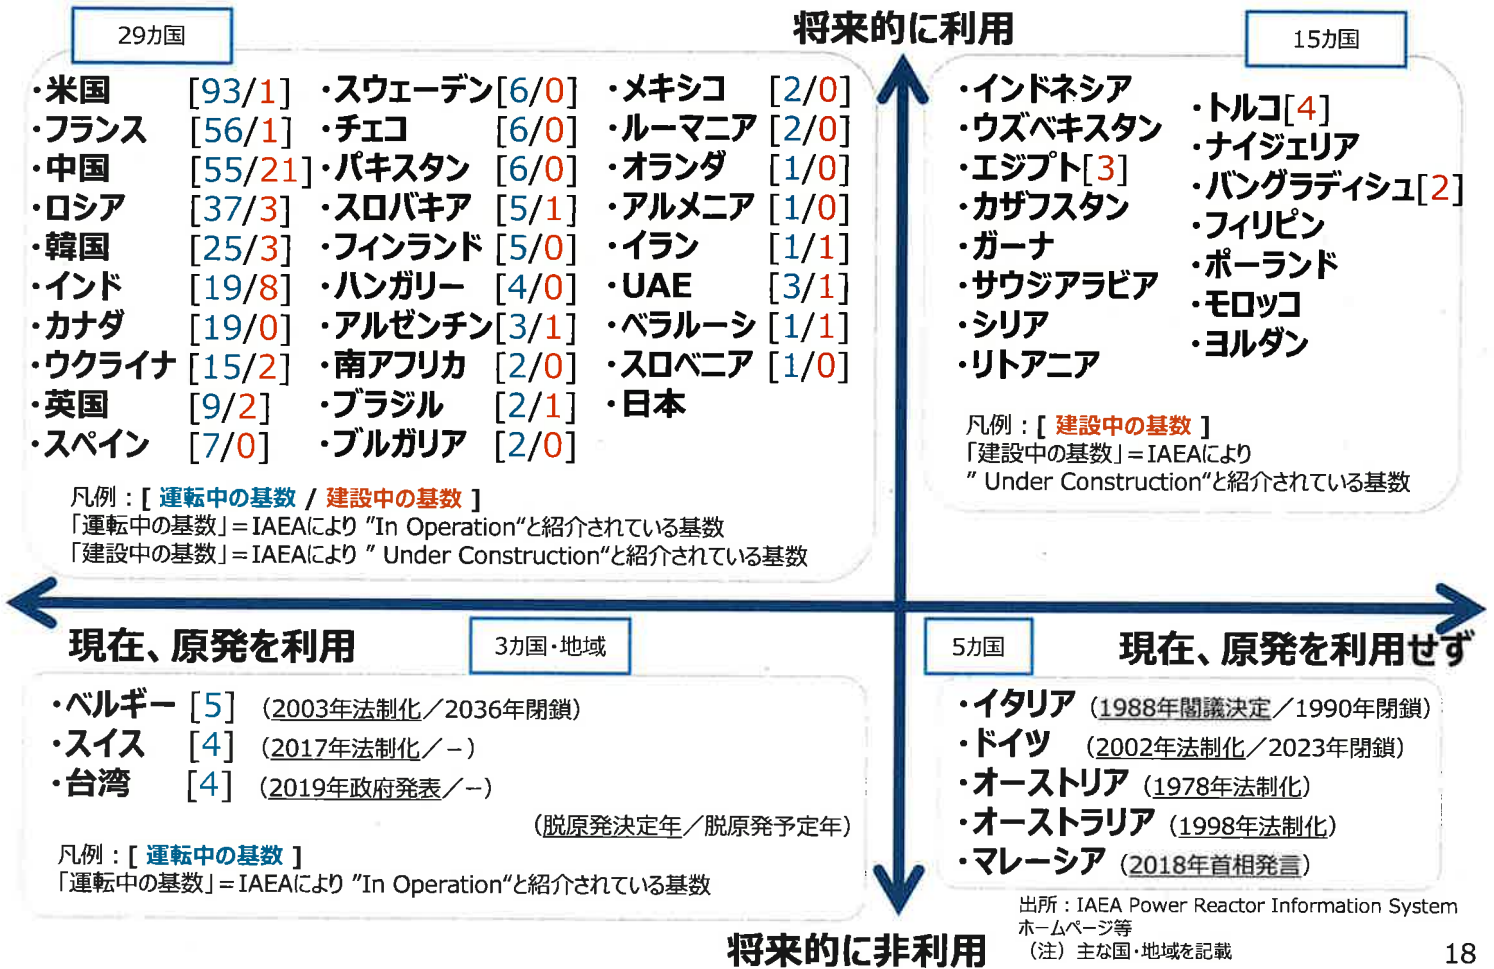 将来的に利用
29カ国
・米国 [93/1]
・フランス [56/1]
・中国 [55/21]
・ロシア [37/3]
・韓国 [25/3]
・インド [19/8]
・カナダ [19/0]
・ウクライナ [15/2]
・英国 [9/2]
・スペイン [7/0]
・スウェーデン[6/0]
・チェコ [6/0]
・パキスタン [6/0]
・スロバキア [5/1]
・フィンランド [5/0]
・ハンガリー [4/0]
・アルゼンチン[3/1]
・南アフリカ [2/0]
・ブラジル [2/1]
・ブルガリア [2/0]
・メキシコ [2/0]
・ルーマニア [2/0]
・オランダ [1/0]
・アルメニア [1/0]
・イラン [1/1]
・UAE [3/1]
・ベラルーシ [1/1]
・スロベニア [1/0]
・日本
凡例：[ 運転中の基数 / 建設中の基数 ]
「運転中の基数」＝IAEAにより ″In Operation“と紹介されている基数
「建設中の基数」＝IAEAにより ″ Under Construction“と紹介されている基数
15カ国
・インドネシア
・ウズベキスタン
・エジプト[3]
・カザフスタン
・ガーナ
・サウジアラビア
・シリア
・リトアニア
・トルコ[4]
・ナイジェリア
・バングラディシュ[2]
・フィリピン
・ポーランド
・モロッコ
・ヨルダン
凡例：[ 建設中の基数 ]
「建設中の基数」＝IAEAにより
″ Under Construction“と紹介されている基数
現在、原発を利用
3カ国・地域
・ベルギー [5] （2003年法制化／2036年閉鎖）
・スイス [4] （2017年法制化／－）
・台湾 [4] （2019年政府発表／－）
（脱原発決定年／脱原発予定年）
凡例：[ 運転中の基数 ]
「運転中の基数」＝IAEAにより ″In Operation“と紹介されている基数
5カ国
現在、原発を利用せず
・イタリア （1988年閣議決定／1990年閉鎖）
・ドイツ （2002年法制化／2023年閉鎖）
・オーストリア （1978年法制化）
・オーストラリア （1998年法制化）
・マレーシア （2018年首相発言）
将来的に非利用
出所：IAEA Power Reactor Information System
ホームページ等
（注）主な国・地域を記載
18